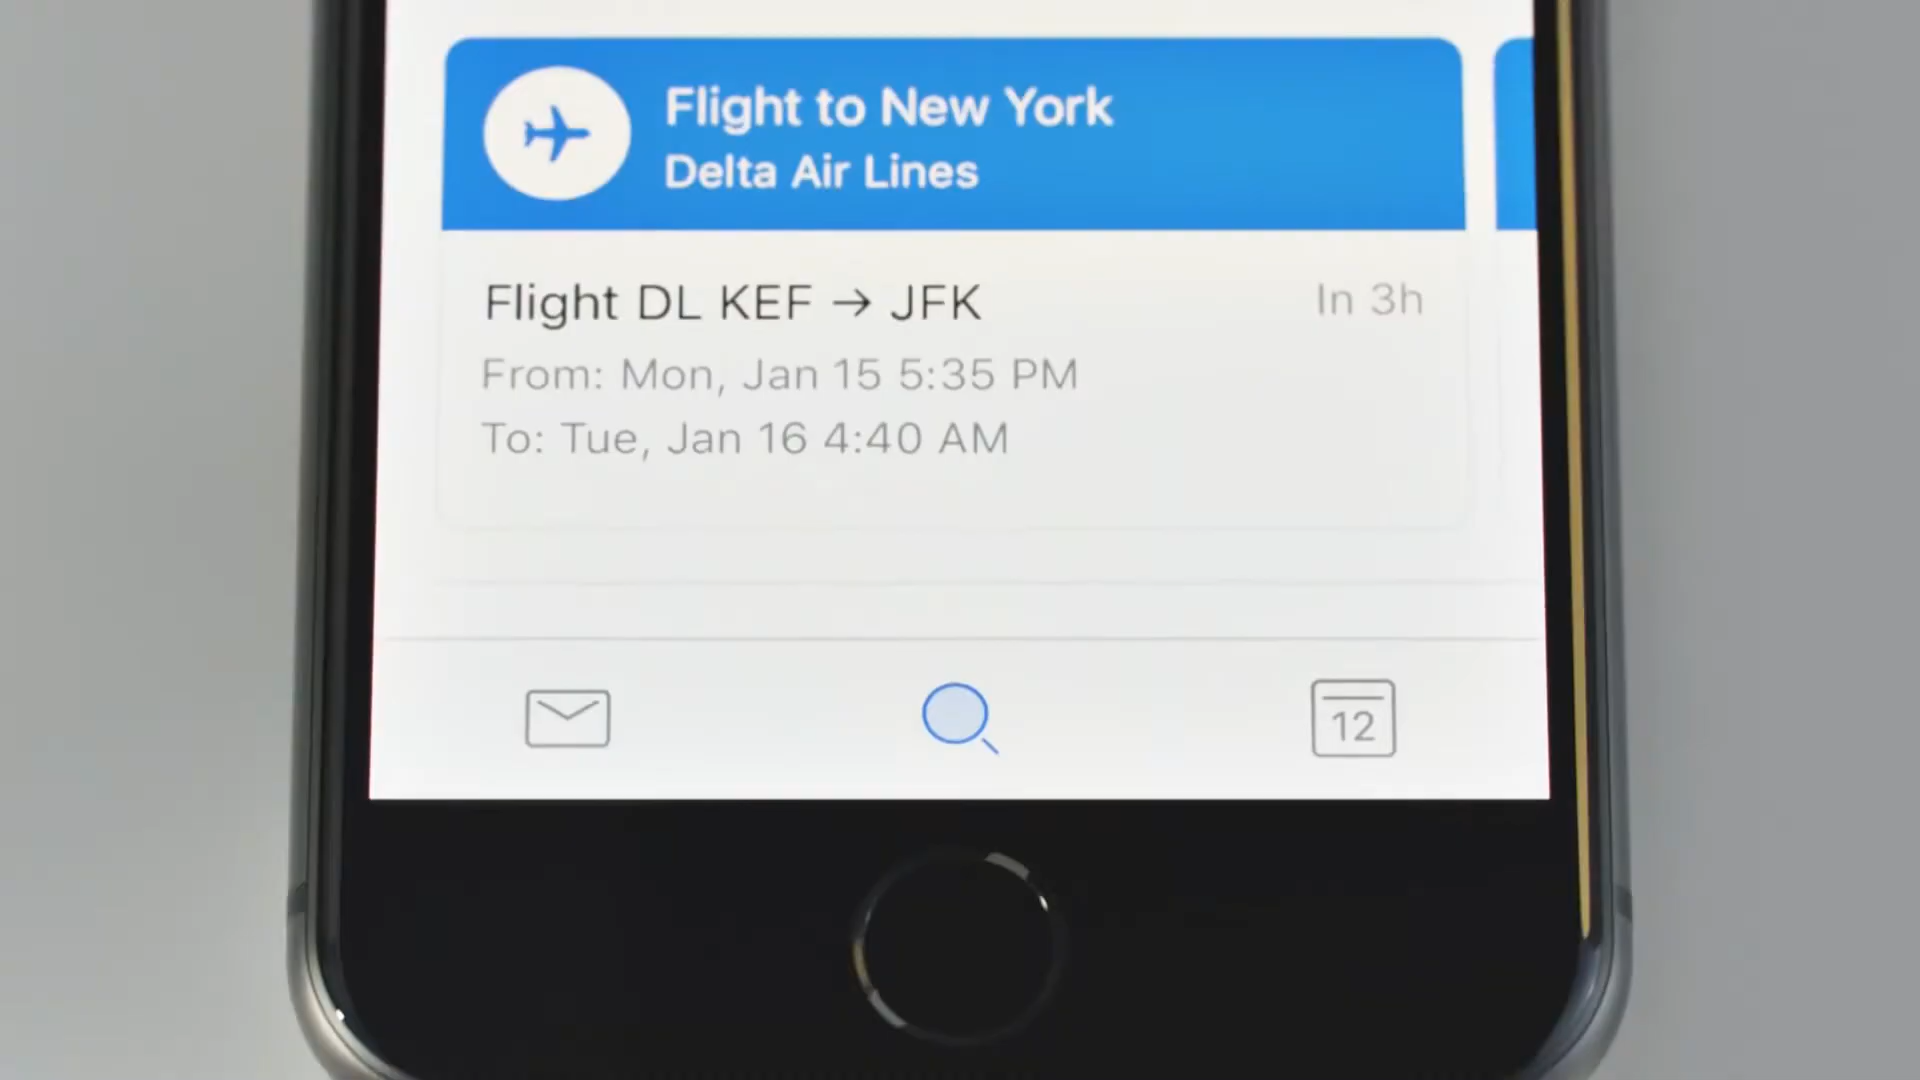 Flight to New York
Delta Air Lines
Flight DL KEF → JFK
In 3h
From: Mon, Jan 15 5:35 PM
To: Tue, Jan 16 4:40 AM
12